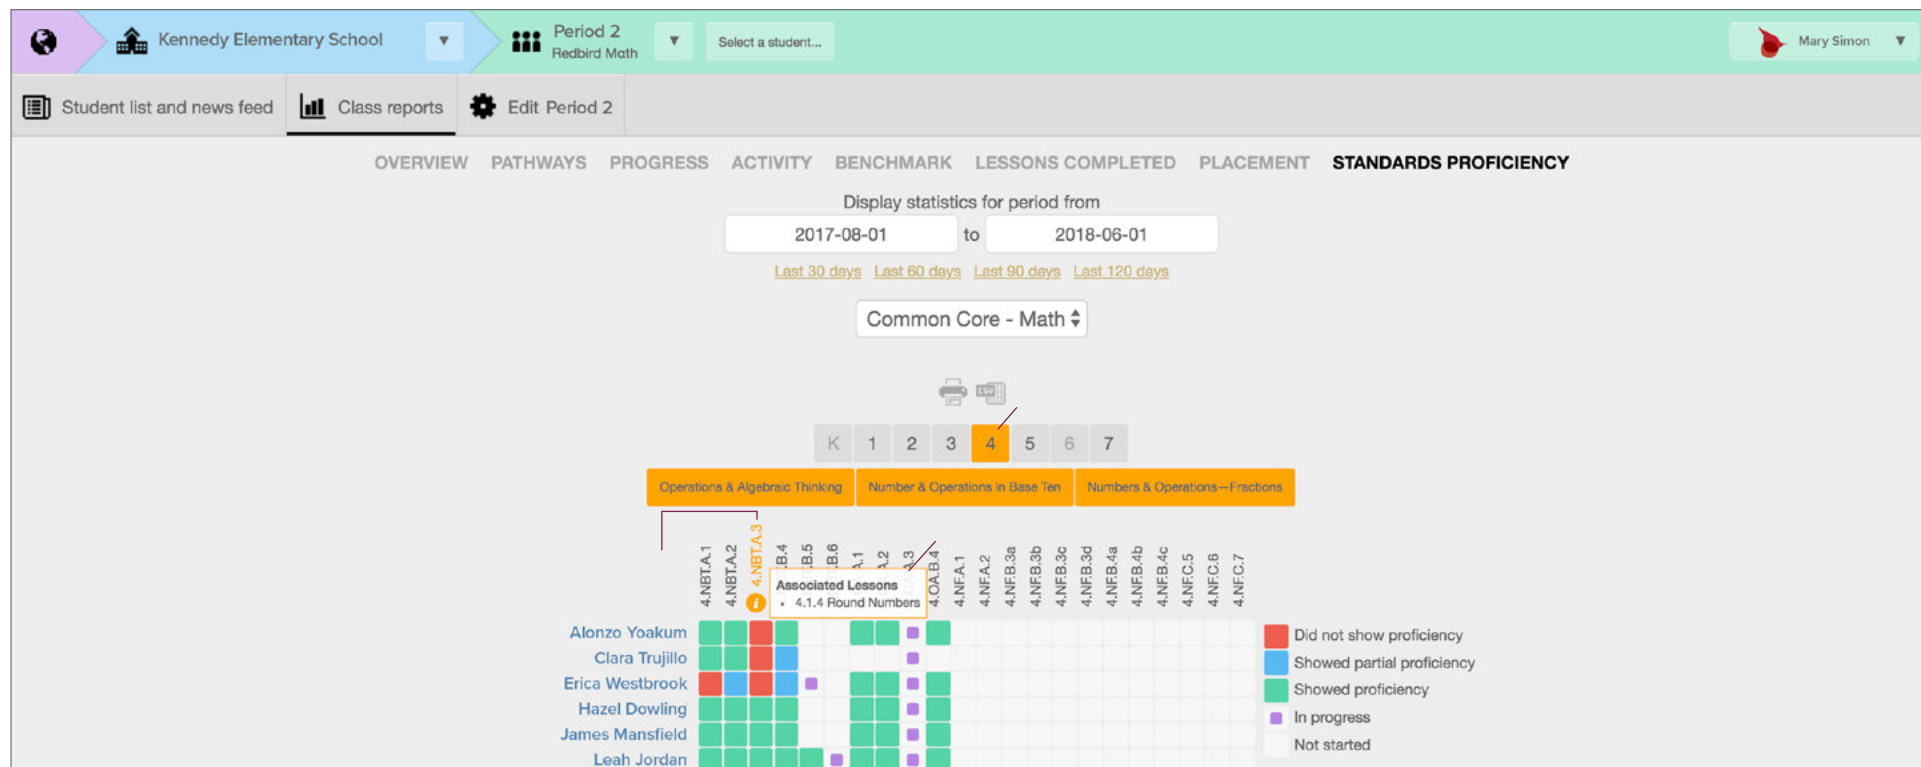 Kennedy Elementary School ▼
Period 2
Redbird Math ▼
Select a student...
Mary Simon ▼
Student list and news feed
Class reports
Edit Period 2
OVERVIEW PATHWAYS PROGRESS ACTIVITY BENCHMARK LESSONS COMPLETED PLACEMENT STANDARDS PROFICIENCY
Display statistics for period from
2017-08-01 to 2018-06-01
Last 30 days Last 60 days Last 90 days Last 120 days
Common Core - Math
CSV
K 1 2 3 4 5 6 7
Operations & Algebraic Thinking
Number & Operations in Base Ten
Numbers & Operations—Fractions
4.NBT.A.1
4.NBT.A.2
4.NBT.A.3
.B.4
.B.5
.B.6
.A.1
.A.2
.A.3
4.OA.B.4
4.NF.A.1
4.NF.A.2
4.NF.B.3a
4.NF.B.3b
4.NF.B.3c
4.NF.B.3d
4.NF.B.4a
4.NF.B.4b
4.NF.B.4c
4.NF.C.5
4.NF.C.6
4.NF.C.7
i
Associated Lessons
• 4.1.4 Round Numbers
Alonzo Yoakum
Clara Trujillo
Erica Westbrook
Hazel Dowling
James Mansfield
Leah Jordan
Did not show proficiency
Showed partial proficiency
Showed proficiency
In progress
Not started